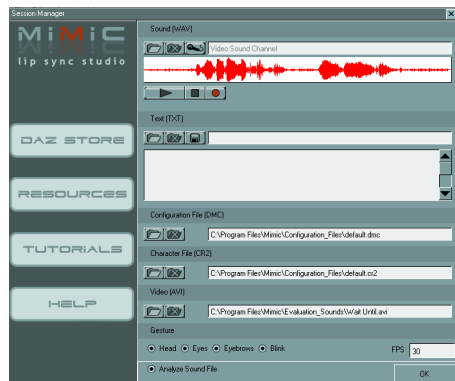 Session Manager
MiMiC
lip sync studio
DAZ STORE
RESOURCES
TUTORiALS
HELP
Sound (WAV)
Video Sound Channel
Text (TXT)
Configuration File (DMC)
C:\Program Files\Mimic\Configuration_Files\default.dmc
Character File (CR2)
C:\Program Files\Mimic\Configuration_Files\default.cr2
Video (AVI)
C:\Program Files\Mimic\Evaluation_Sounds\Wait Until.avi
Gesture
Head Eyes Eyebrows Blink
FPS 30
Analyze Sound File
OK